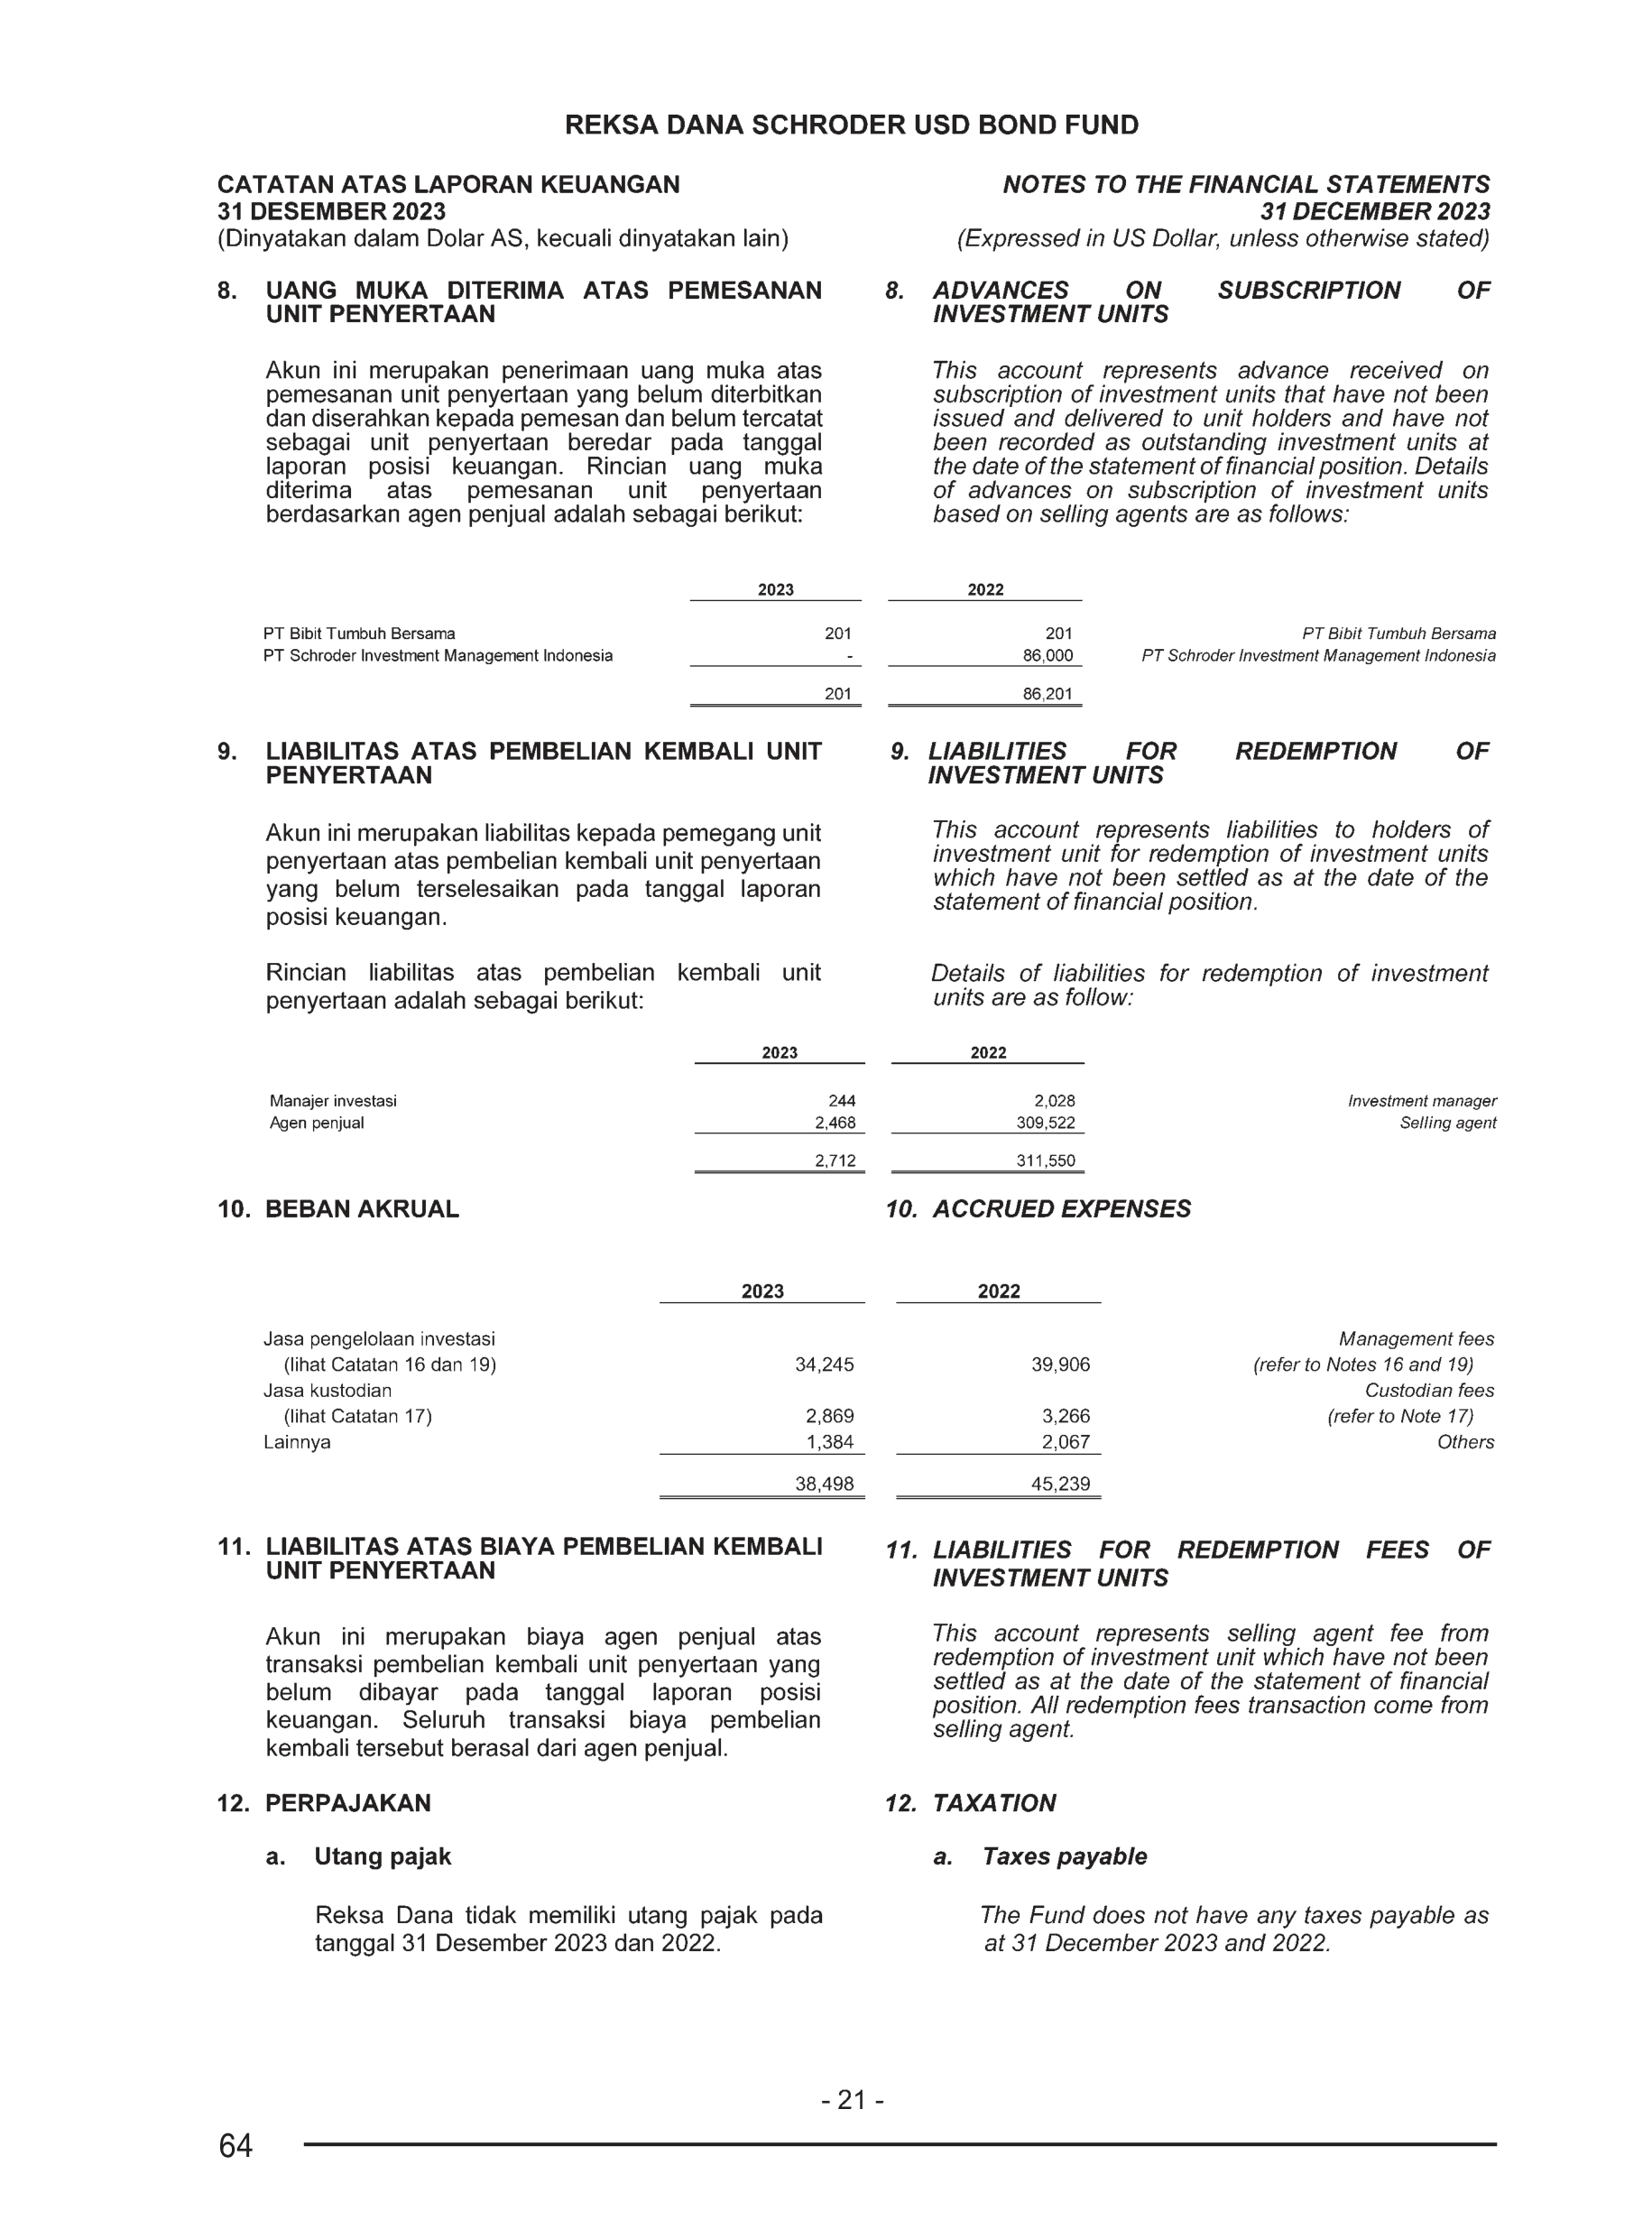 REKSA DANA SCHRODER USD BOND FUND
CATATAN ATAS LAPORAN KEUANGAN
31 DESEMBER 2023
(Dinyatakan dalam Dolar AS, kecuali dinyatakan lain)
NOTES TO THE FINANCIAL STATEMENTS
31 DECEMBER 2023
(Expressed in US Dollar, unless otherwise stated)
8. UANG MUKA DITERIMA ATAS PEMESANAN
UNIT PENYERTAAN
Akun ini merupakan penerimaan uang muka atas
pemesanan unit penyertaan yang belum diterbitkan
dan diserahkan kepada pemesan dan belum tercatat
sebagai unit penyertaan beredar pada tanggal
laporan posisi keuangan. Rincian uang muka
diterima atas pemesanan unit penyertaan
berdasarkan agen penjual adalah sebagai berikut:
8. ADVANCES ON SUBSCRIPTION OF
INVESTMENT UNITS
This account represents advance received on
subscription of investment units that have not been
issued and delivered to unit holders and have not
been recorded as outstanding investment units at
the date of the statement of financial position. Details
of advances on subscription of investment units
based on selling agents are as follows:
2023 2022
PT Bibit Tumbuh Bersama 201 201 PT Bibit Tumbuh Bersama
PT Schroder Investment Management Indonesia - 86,000 PT Schroder Investment Management Indonesia
201 86,201
9. LIABILITAS ATAS PEMBELIAN KEMBALI UNIT
PENYERTAAN
Akun ini merupakan liabilitas kepada pemegang unit
penyertaan atas pembelian kembali unit penyertaan
yang belum terselesaikan pada tanggal laporan
posisi keuangan.
Rincian liabilitas atas pembelian kembali unit
penyertaan adalah sebagai berikut:
9. LIABILITIES FOR REDEMPTION OF
INVESTMENT UNITS
This account represents liabilities to holders of
investment unit for redemption of investment units
which have not been settled as at the date of the
statement of financial position.
Details of liabilities for redemption of investment
units are as follow:
2023 2022
Manajer investasi 244 2,028 Investment manager
Agen penjual 2,468 309,522 Selling agent
2,712 311,550
10. BEBAN AKRUAL
10. ACCRUED EXPENSES
2023 2022
Jasa pengelolaan investasi Management fees
(lihat Catatan 16 dan 19) 34,245 39,906 (refer to Notes 16 and 19)
Jasa kustodian Custodian fees
(lihat Catatan 17) 2,869 3,266 (refer to Note 17)
Lainnya 1,384 2,067 Others
38,498 45,239
11. LIABILITAS ATAS BIAYA PEMBELIAN KEMBALI
UNIT PENYERTAAN
Akun ini merupakan biaya agen penjual atas
transaksi pembelian kembali unit penyertaan yang
belum dibayar pada tanggal laporan posisi
keuangan. Seluruh transaksi biaya pembelian
kembali tersebut berasal dari agen penjual.
11. LIABILITIES FOR REDEMPTION FEES OF
INVESTMENT UNITS
This account represents selling agent fee from
redemption of investment unit which have not been
settled as at the date of the statement of financial
position. All redemption fees transaction come from
selling agent.
12. PERPAJAKAN
a. Utang pajak
Reksa Dana tidak memiliki utang pajak pada
tanggal 31 Desember 2023 dan 2022.
12. TAXATION
a. Taxes payable
The Fund does not have any taxes payable as
at 31 December 2023 and 2022.
- 21 -
64